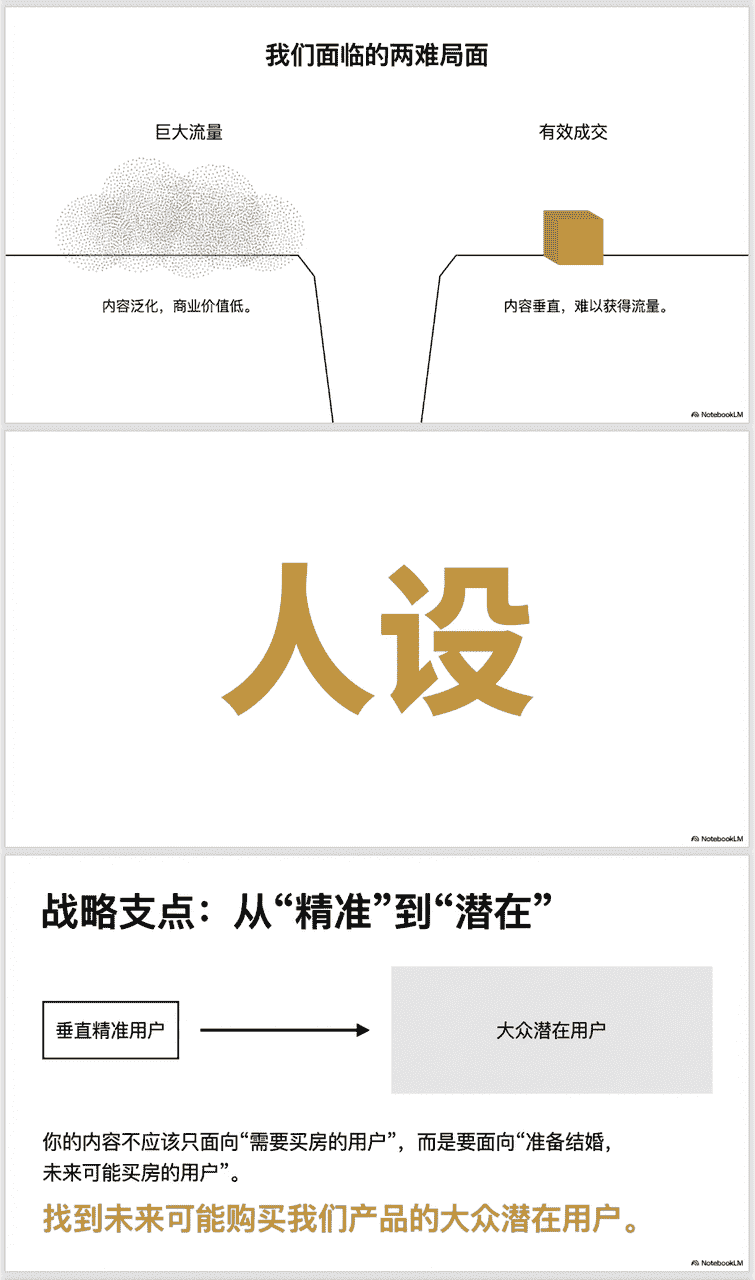 我们面临的两难局面
巨大流量
有效成交
内容泛化，商业价值低。
内容垂直，难以获得流量。
NotebookLM
人设
NotebookLM
战略支点：从“精准”到“潜在”
垂直精准用户
大众潜在用户
你的内容不应该只面向“需要买房的用户”，而是要面向“准备结婚，
未来可能买房的用户”。
找到未来可能购买我们产品的大众潜在用户。
NotebookLM